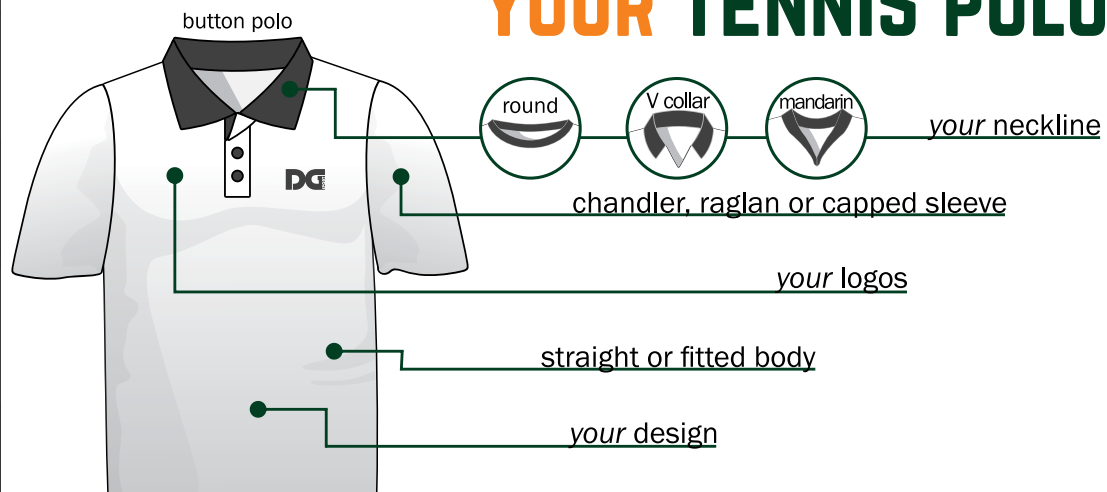 YOUR TENNIS POLO
button polo
round
V collar
mandarin
your neckline
DG
chandler, raglan or capped sleeve
your logos
straight or fitted body
your design